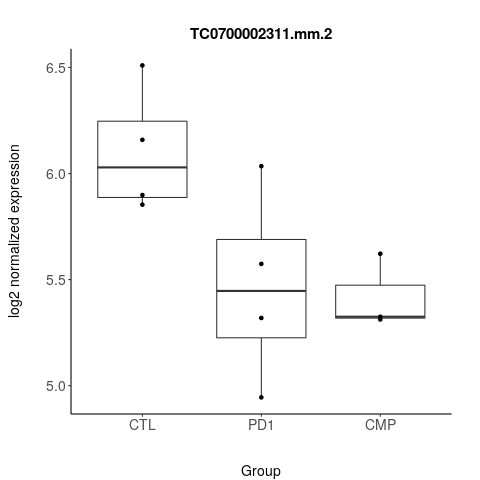 TC0700002311.mm.2
log2 normalized expression
6.5
6.0
5.5
5.0
CTL
PD1
CMP
Group